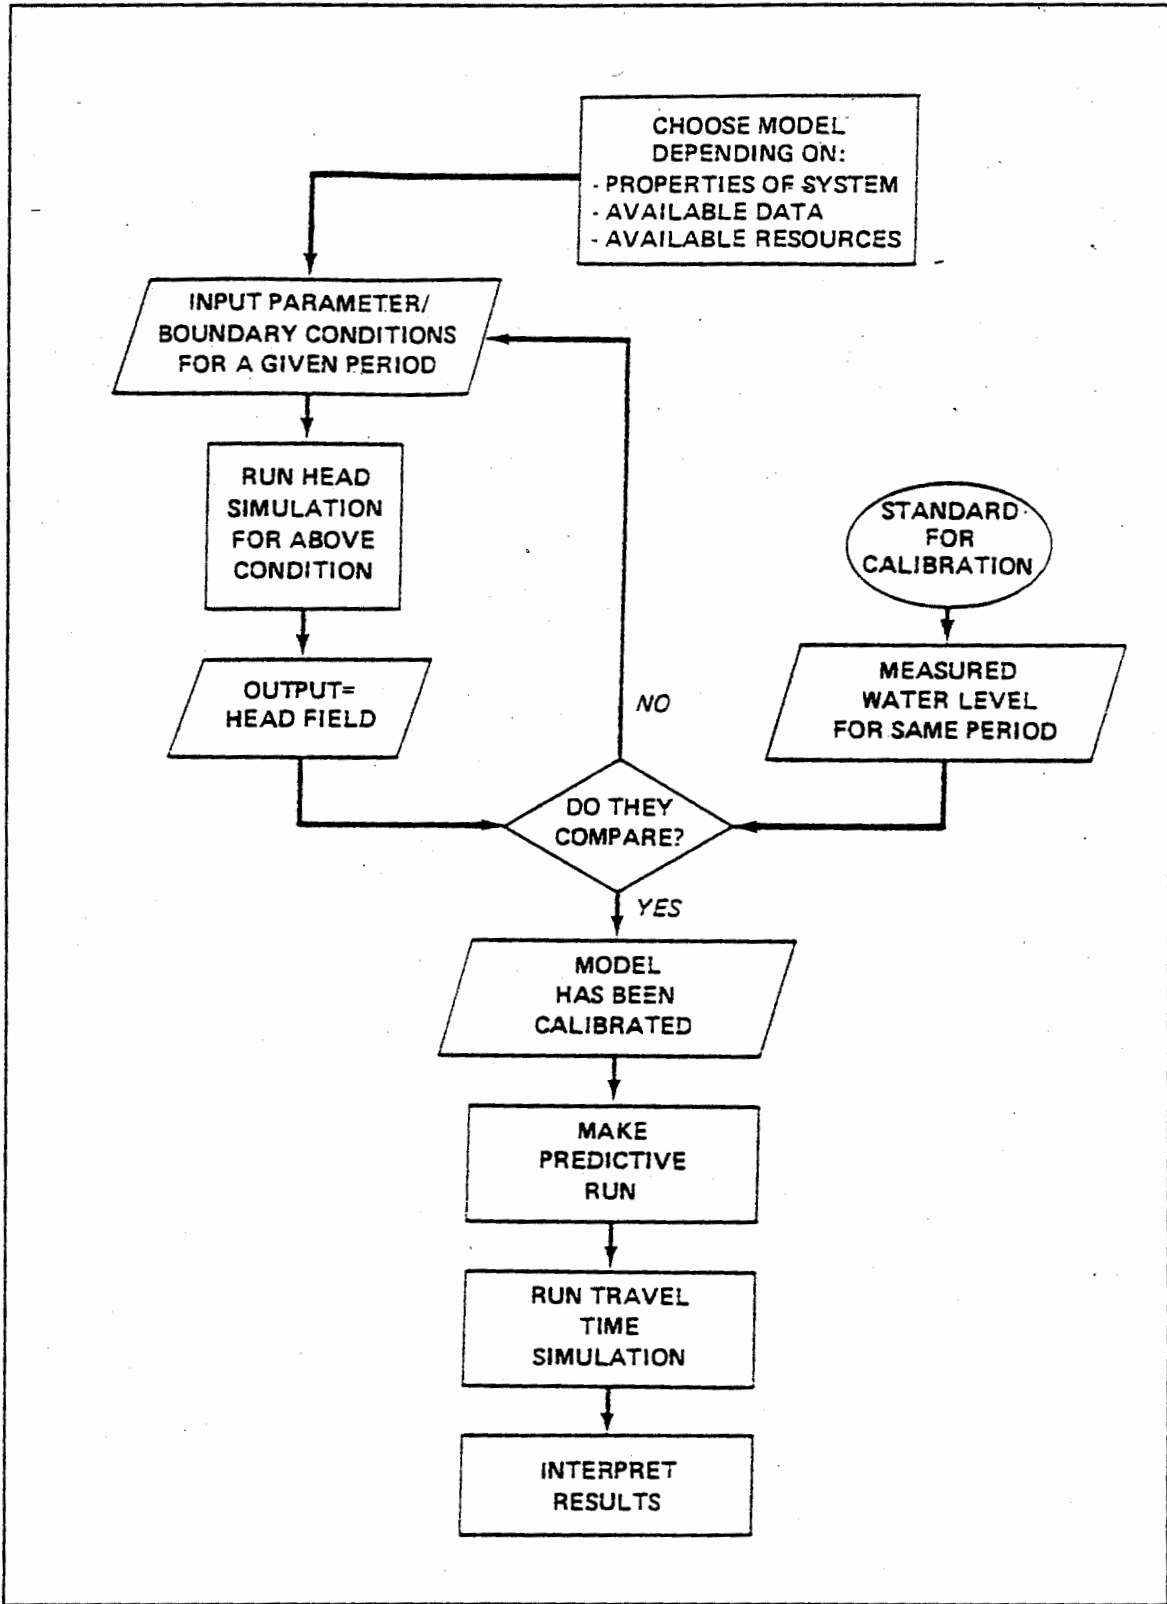 CHOOSE MODEL
DEPENDING ON:
- PROPERTIES OF SYSTEM
- AVAILABLE DATA
- AVAILABLE RESOURCES
INPUT PARAMETER/
BOUNDARY CONDITIONS
FOR A GIVEN PERIOD
RUN HEAD
SIMULATION
FOR ABOVE
CONDITION
OUTPUT=
HEAD FIELD
STANDARD
FOR
CALIBRATION
MEASURED
WATER LEVEL
FOR SAME PERIOD
NO
DO THEY
COMPARE?
YES
MODEL
HAS BEEN
CALIBRATED
MAKE
PREDICTIVE
RUN
RUN TRAVEL
TIME
SIMULATION
INTERPRET
RESULTS